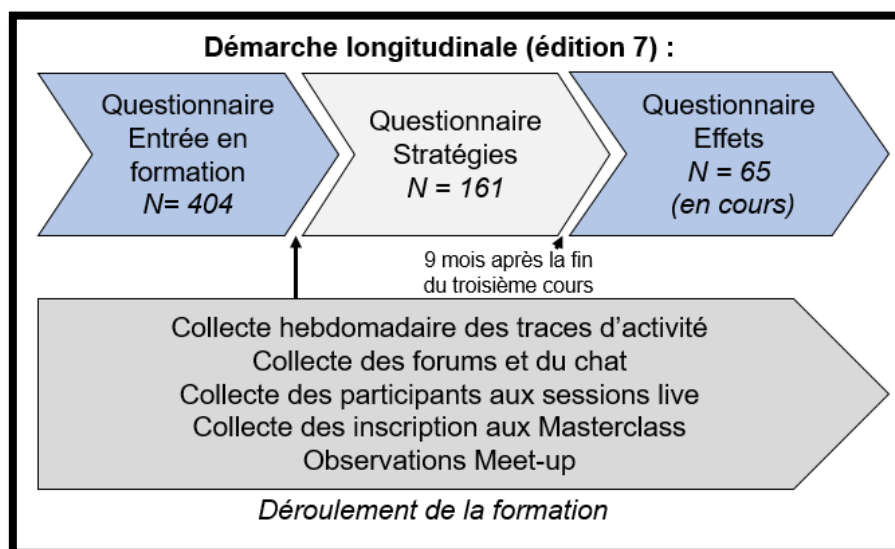 Démarche longitudinale (édition 7) :
Questionnaire
Entrée en
formation
N= 404
Questionnaire
Stratégies
N = 161
Questionnaire
Effets
N = 65
(en cours)
9 mois après la fin
du troisième cours
Collecte hebdomadaire des traces d'activité
Collecte des forums et du chat
Collecte des participants aux sessions live
Collecte des inscription aux Masterclass
Observations Meet-up
Déroulement de la formation